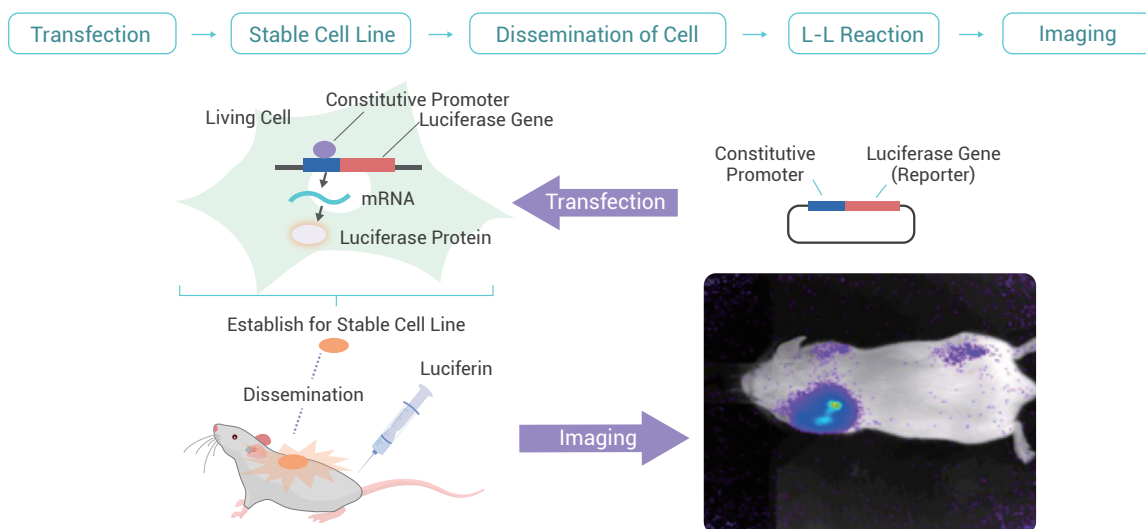 Transfection
Stable Cell Line
Dissemination of Cell
L-L Reaction
Imaging
Living Cell
Constitutive Promoter
Luciferase Gene
mRNA
Luciferase Protein
Transfection
Constitutive
Promoter
Luciferase Gene
(Reporter)
Establish for Stable Cell Line
Dissemination
Luciferin
Imaging